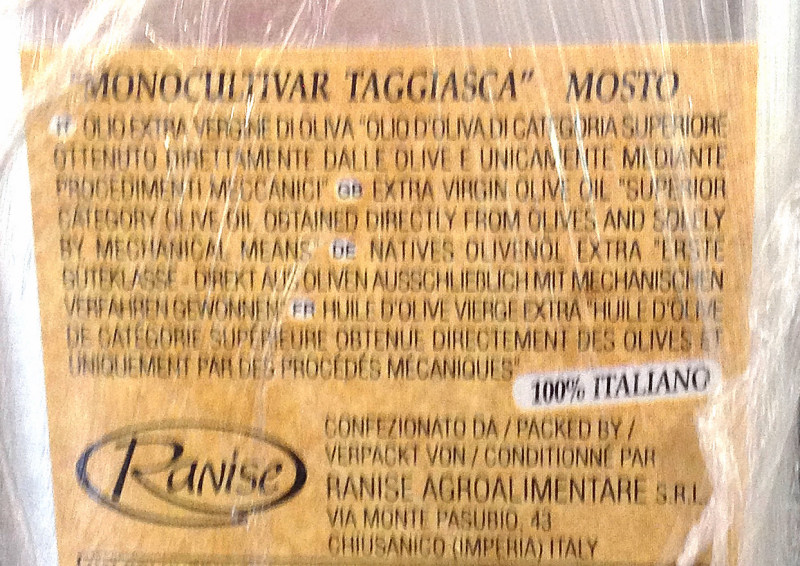 "MONOCULTIVAR TAGGIASCA" MOSTO
IT OLIO EXTRA VERGINE DI OLIVA "OLIO D'OLIVA DI CATEGORIA SUPERIORE
OTTENUTO DIRETTAMENTE DALLE OLIVE E UNICAMENTE MEDIANTE
PROCEDIMENTI MECCANICI" GB EXTRA VIRGIN OLIVE OIL "SUPERIOR
CATEGORY OLIVE OIL OBTAINED DIRECTLY FROM OLIVES AND SOLELY
BY MECHANICAL MEANS" DE NATIVES OLIVENÖL EXTRA "ERSTE
GÜTEKLASSE - DIREKT AUS OLIVEN AUSSCHLIEßLICH MIT MECHANISCHEN
VERFAHREN GEWONNEN" FR HUILE D'OLIVE VIERGE EXTRA "HUILE D'OLIVE
DE CATÉGORIE SUPÉRIEURE OBTENUE DIRECTEMENT DES OLIVES ET
UNIQUEMENT PAR DES PROCÉDÉS MÉCANIQUES"
100% ITALIANO
Ranise
CONFEZIONATO DA / PACKED BY /
VERPACKT VON / CONDITIONNÉ PAR
RANISE AGROALIMENTARE S.R.L.
VIA MONTE PASUBIO, 43
CHIUSANICO (IMPERIA) ITALY